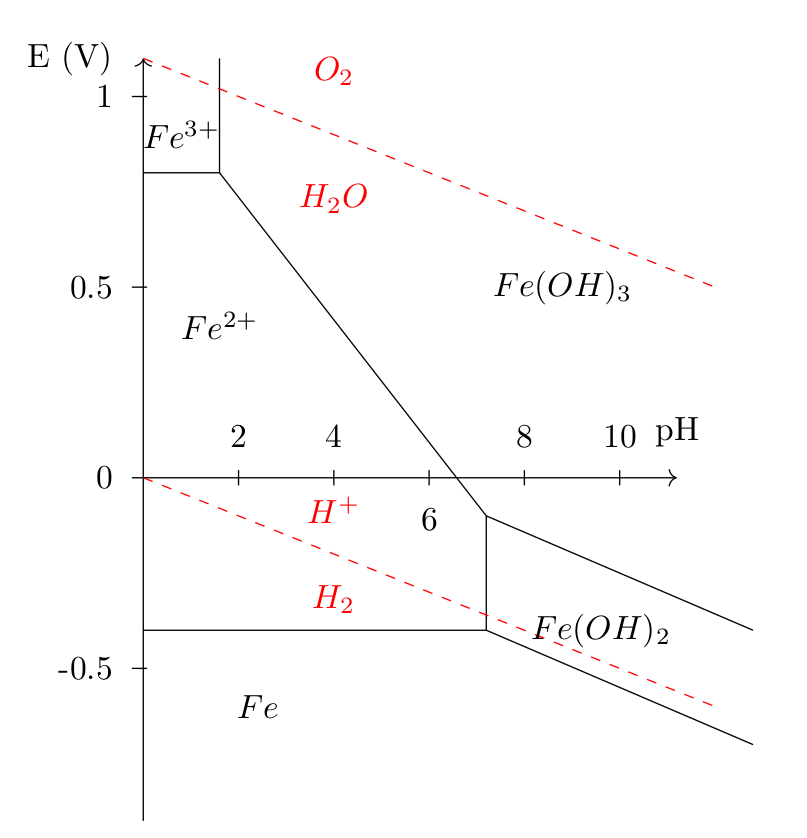 E (V)
O₂
1
Fe³⁺
H₂O
0.5
Fe(OH)₃
Fe²⁺
2 4 8 10 pH
0
H⁺
6
H₂
Fe(OH)₂
-0.5
Fe